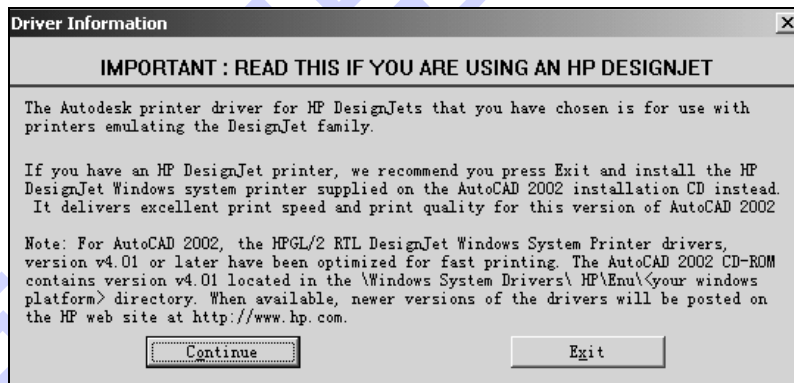 Driver Information
IMPORTANT : READ THIS IF YOU ARE USING AN HP DESIGNJET
The Autodesk printer driver for HP DesignJets that you have chosen is for use with
printers emulating the DesignJet family.
If you have an HP DesignJet printer, we recommend you press Exit and install the HP
DesignJet Windows system printer supplied on the AutoCAD 2002 installation CD instead.
It delivers excellent print speed and print quality for this version of AutoCAD 2002
Note: For AutoCAD 2002, the HPGL/2 RTL DesignJet Windows System Printer drivers,
version v4.01 or later have been optimized for fast printing. The AutoCAD 2002 CD-ROM
contains version v4.01 located in the \Windows System Drivers\ HP\Enu\<your windows
platform> directory. When available, newer versions of the drivers will be posted on
the HP web site at http://www.hp.com.
Continue
Exit